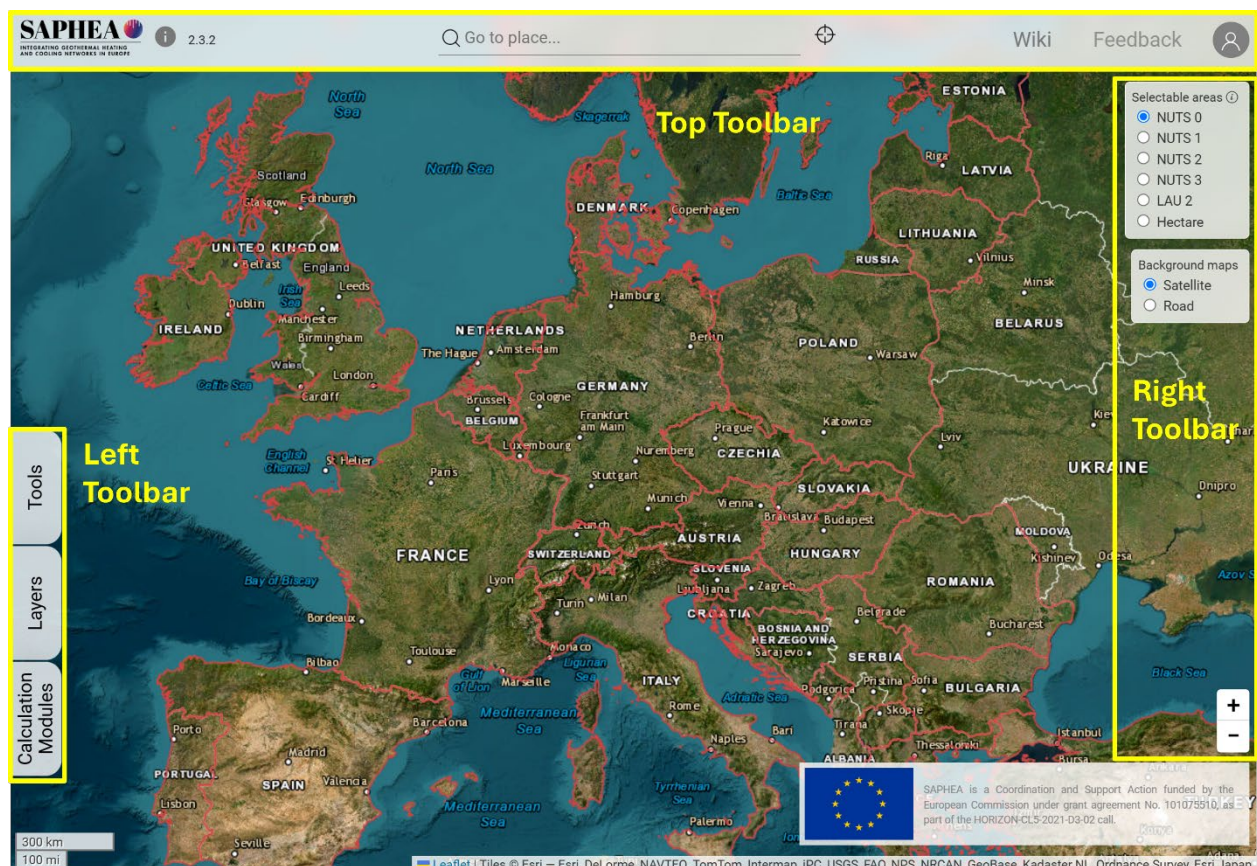 SAPHEA
INTEGRATING GEOTHERMAL HEATING
AND COOLING NETWORKS IN EUROPE
i
2.3.2
Go to place...
Wiki
Feedback
Top Toolbar
Selectable areas
NUTS 0
NUTS 1
NUTS 2
NUTS 3
LAU 2
Hectare
Background maps
Satellite
Road
Right
Toolbar
Left
Toolbar
Tools
Layers
Calculation
Modules
North
Sea
Skagerrak
ESTONIA
Riga
LATVIA
North Sea
Scotland
Glasgow
Edinburgh
DENMARK
Copenhagen
Baltic Sea
LITHUANIA
Vilnius
RUSSIA
UNITED KINGDOM
Belfast
England
Irish
Sea
Leeds
Dublin
Manchester
IRELAND
Birmingham
Wales
London
Cardiff
Celtic Sea
Hamburg
Minsk
BELARUS
NETHERLANDS
The Hague
Amsterdam
Berlin
POLAND
Warsaw
GERMANY
Brussels
Cologne
BELGIUM
Frankfurt
am Main
Prague
Katowice
Luxembourg
Nuremberg
CZECHIA
Lviv
UKRAINE
English
Channel
St Helier
Paris
Stuttgart
SLOVAKIA
Dnipro
Munich
Vienna
Bratislava
Budapest
Zurich
AUSTRIA
MOLDOVA
FRANCE
SWITZERLAND
HUNGARY
Kishinev
Odesa
SLOVENIA
Bay of Biscay
Lyon
Ljubljana
Zagreb
ROMANIA
Azov S
Turin
Milan
CROATIA
Belgrade
Bordeaux
BOSNIA AND
HERZEGOVINA
Bucharest
Monaco
Sarajevo
Toulouse
SERBIA
Bilbao
Gulf
of Lion
Marseille
Ligurian
Sea
ITALY
Adriatic Sea
Podgorica
Pristina
Sofia
BULGARIA
Black Sea
Rome
Skopje
Porto
Barcelona
Mediterranean
Sea
Naples
Bari
Tirana
Istanbul
Madrid
ALBANIA
Thessaloniki
Bursa
PORTUGAL
SPAIN
Valencia
Tyrrhenian
Sea
Lisbon
Mediterranean
Sea
Palermo
Seville
+
−
SAPHEA is a Coordination and Support Action funded by the
European Commission under grant agreement No. 101075510, as
part of the HORIZON-CL5-2021-D3-02 call.
300 km
100 mi
Leaflet | Tiles © Esri — Esri, DeLorme, NAVTEQ, TomTom, Intermap, iPC, USGS, FAO, NPS, NRCAN, GeoBase, Kadaster NL, Ordnance Survey, Esri Japan